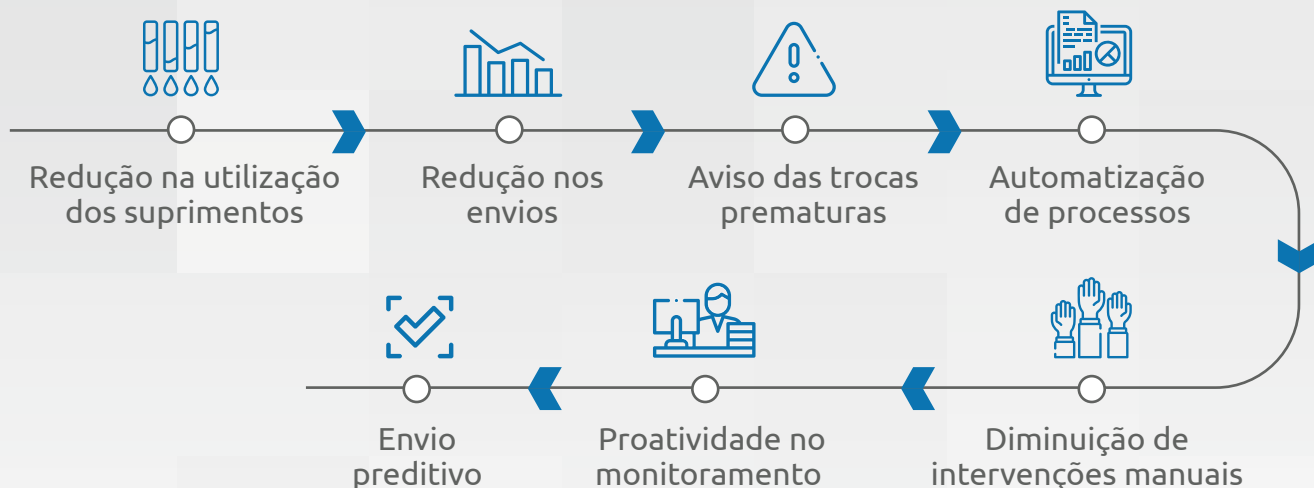 Redução na utilização
dos suprimentos
Redução nos
envios
Aviso das trocas
prematuras
Automatização
de processos
Diminuição de
intervenções manuais
Proatividade no
monitoramento
Envio
preditivo